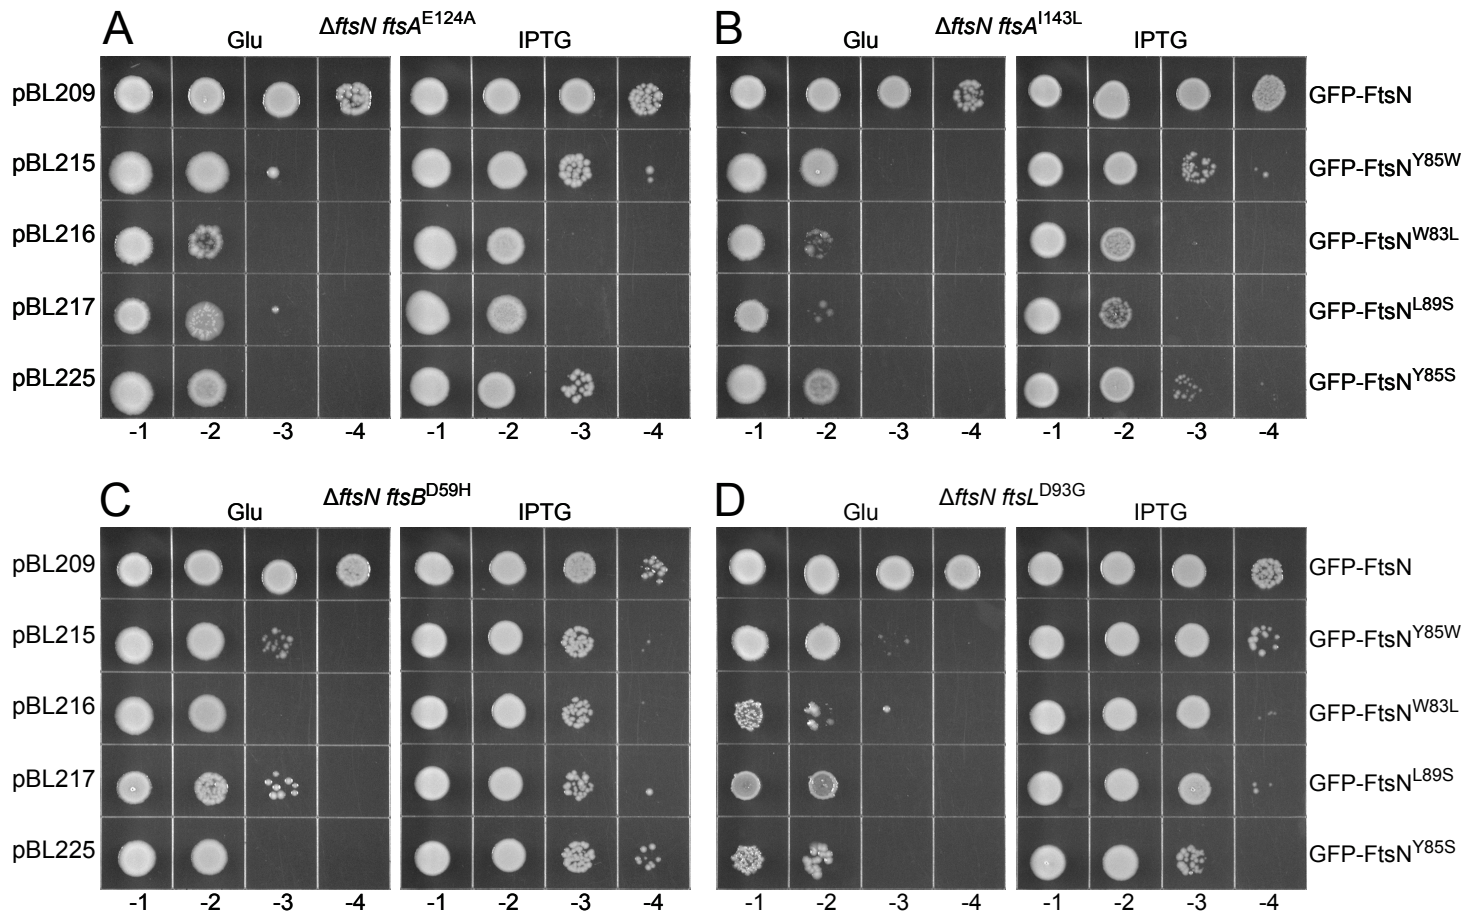 A ΔftsN ftsA^E124A
Glu IPTG
B ΔftsN ftsA^I143L
Glu IPTG
pBL209 GFP-FtsN
pBL215 GFP-FtsN^Y85W
pBL216 GFP-FtsN^W83L
pBL217 GFP-FtsN^L89S
pBL225 GFP-FtsN^Y85S
-1 -2 -3 -4 -1 -2 -3 -4 -1 -2 -3 -4 -1 -2 -3 -4
C ΔftsN ftsB^D59H
Glu IPTG
D ΔftsN ftsL^D93G
Glu IPTG
pBL209 GFP-FtsN
pBL215 GFP-FtsN^Y85W
pBL216 GFP-FtsN^W83L
pBL217 GFP-FtsN^L89S
pBL225 GFP-FtsN^Y85S
-1 -2 -3 -4 -1 -2 -3 -4 -1 -2 -3 -4 -1 -2 -3 -4